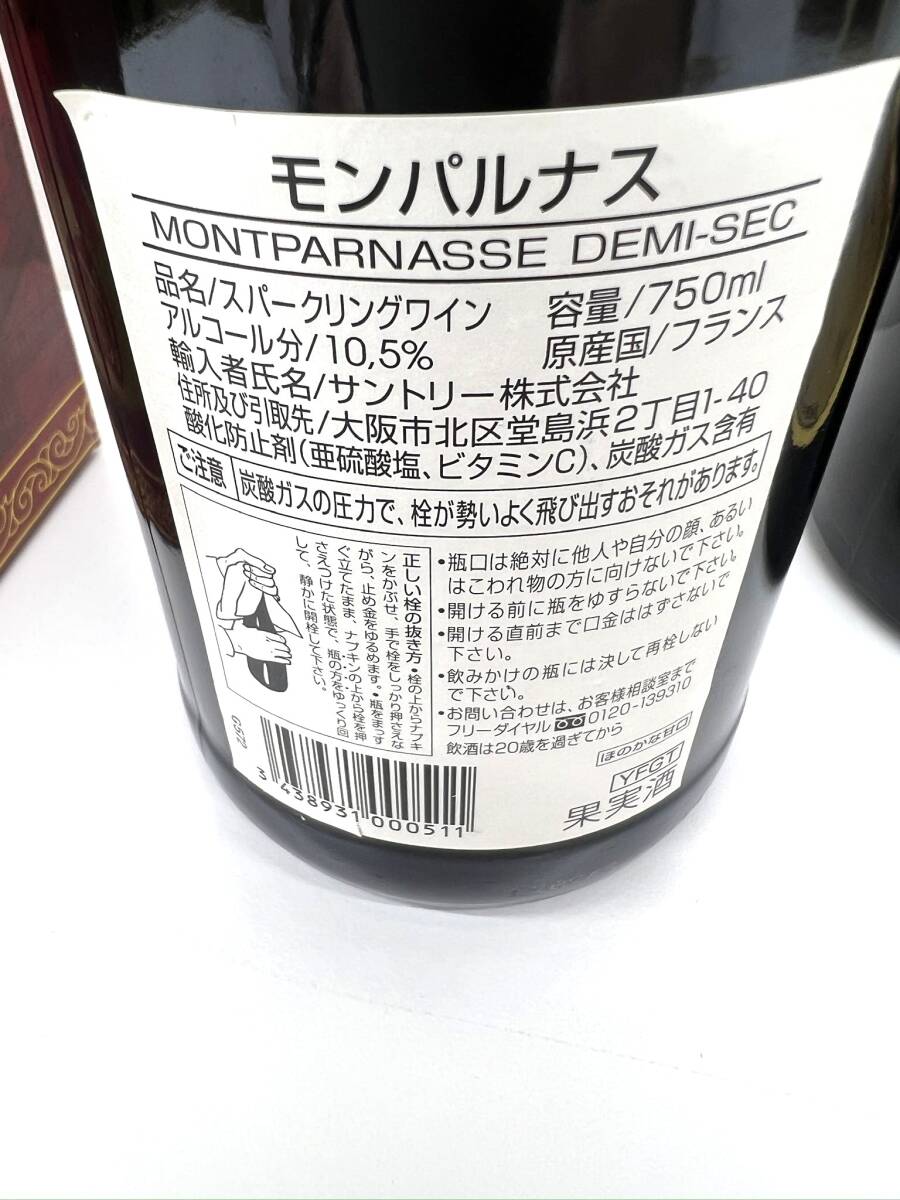 モンパルナス
MONTPARNASSE DEMI-SEC
品名/スパークリングワイン 容量/750ml
アルコール分/10,5% 原産国/フランス
輸入者氏名/サントリー株式会社
住所及び引取先/大阪市北区堂島浜2丁目1-40
酸化防止剤(亜硫酸塩、ビタミンC)、炭酸ガス含有
ご注意 炭酸ガスの圧力で、栓が勢いよく飛び出すおそれがあります。
正しい栓の抜き方・栓の上からナフキ
ンをかぶせ、手で栓をしっかり押さえな
がら、止め金をゆるめます。・瓶をまっす
ぐ立てたまま、ナフキンの上から栓を押
さえつけた状態で、瓶の方をゆっくり回
して、静かに開栓して下さい。
・瓶口は絶対に他人や自分の顔、あるい
はこわれ物の方に向けないで下さい。
・開ける前に瓶をゆすらないで下さい。
・開ける直前まで口金ははずさないで
下さい。
・飲みかけの瓶には決して再栓しない
で下さい。
・お問い合わせは、お客様相談室まで
フリーダイヤル 0120-139310
飲酒は20歳を過ぎてから
ほのかな甘口
YFGT
果実酒
G572
3 438931 000511